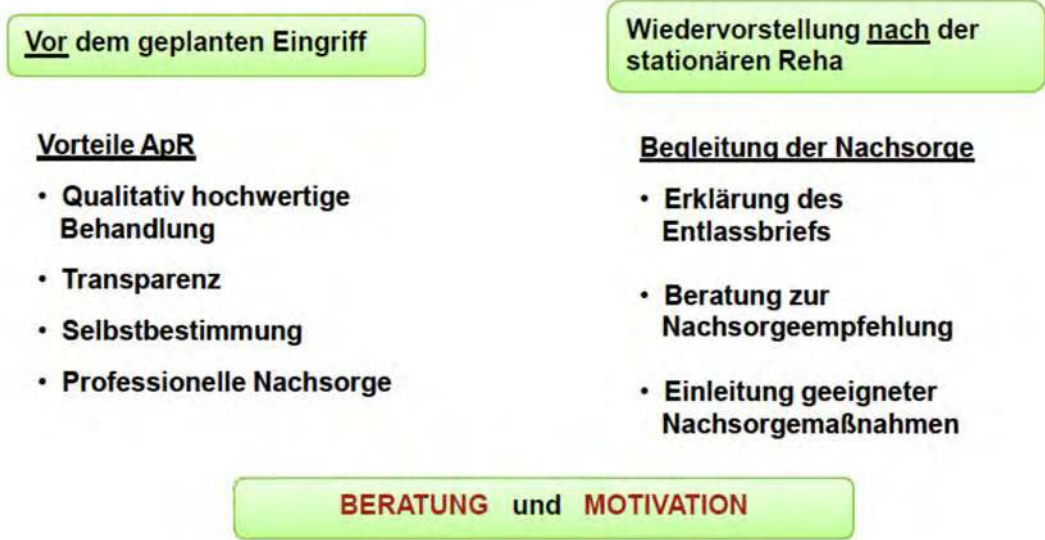 Vor dem geplanten Eingriff
Vorteile ApR
• Qualitativ hochwertige
Behandlung
• Transparenz
• Selbstbestimmung
• Professionelle Nachsorge
Wiedervorstellung nach der
stationären Reha
Begleitung der Nachsorge
• Erklärung des
Entlassbriefs
• Beratung zur
Nachsorgeempfehlung
• Einleitung geeigneter
Nachsorgemaßnahmen
BERATUNG und MOTIVATION